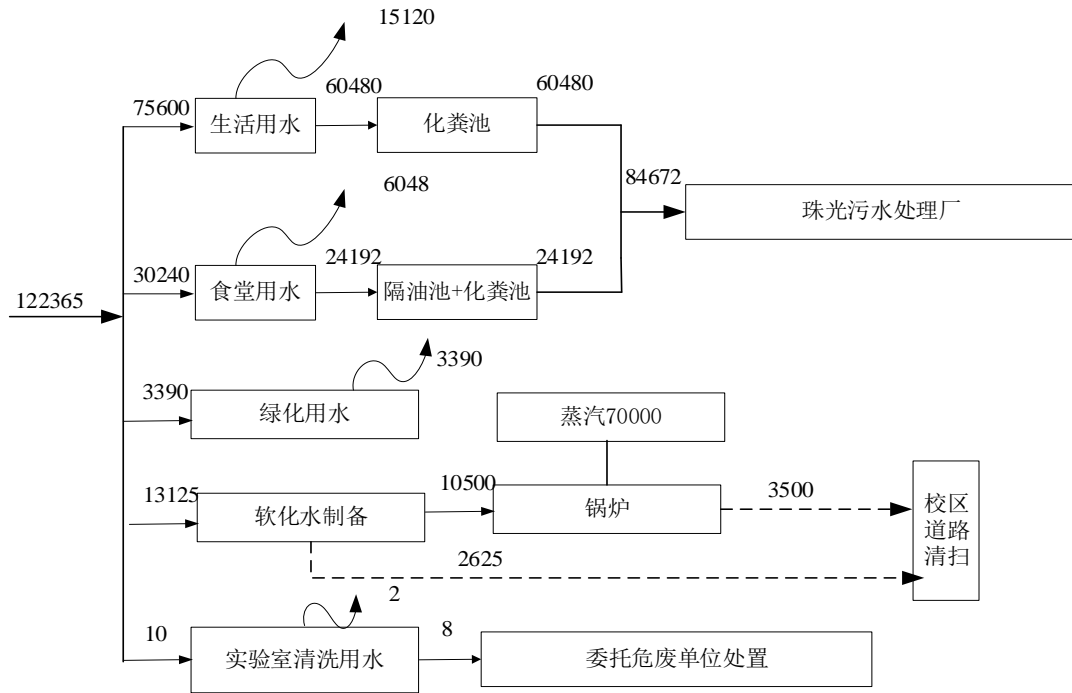 15120
75600
生活用水
60480
化粪池
60480
6048
84672
珠光污水处理厂
30240
食堂用水
24192
隔油池+化粪池
24192
122365
3390
3390
绿化用水
蒸汽70000
13125
软化水制备
10500
锅炉
3500
校区
道路
清扫
2625
2
10
实验室清洗用水
8
委托危废单位处置